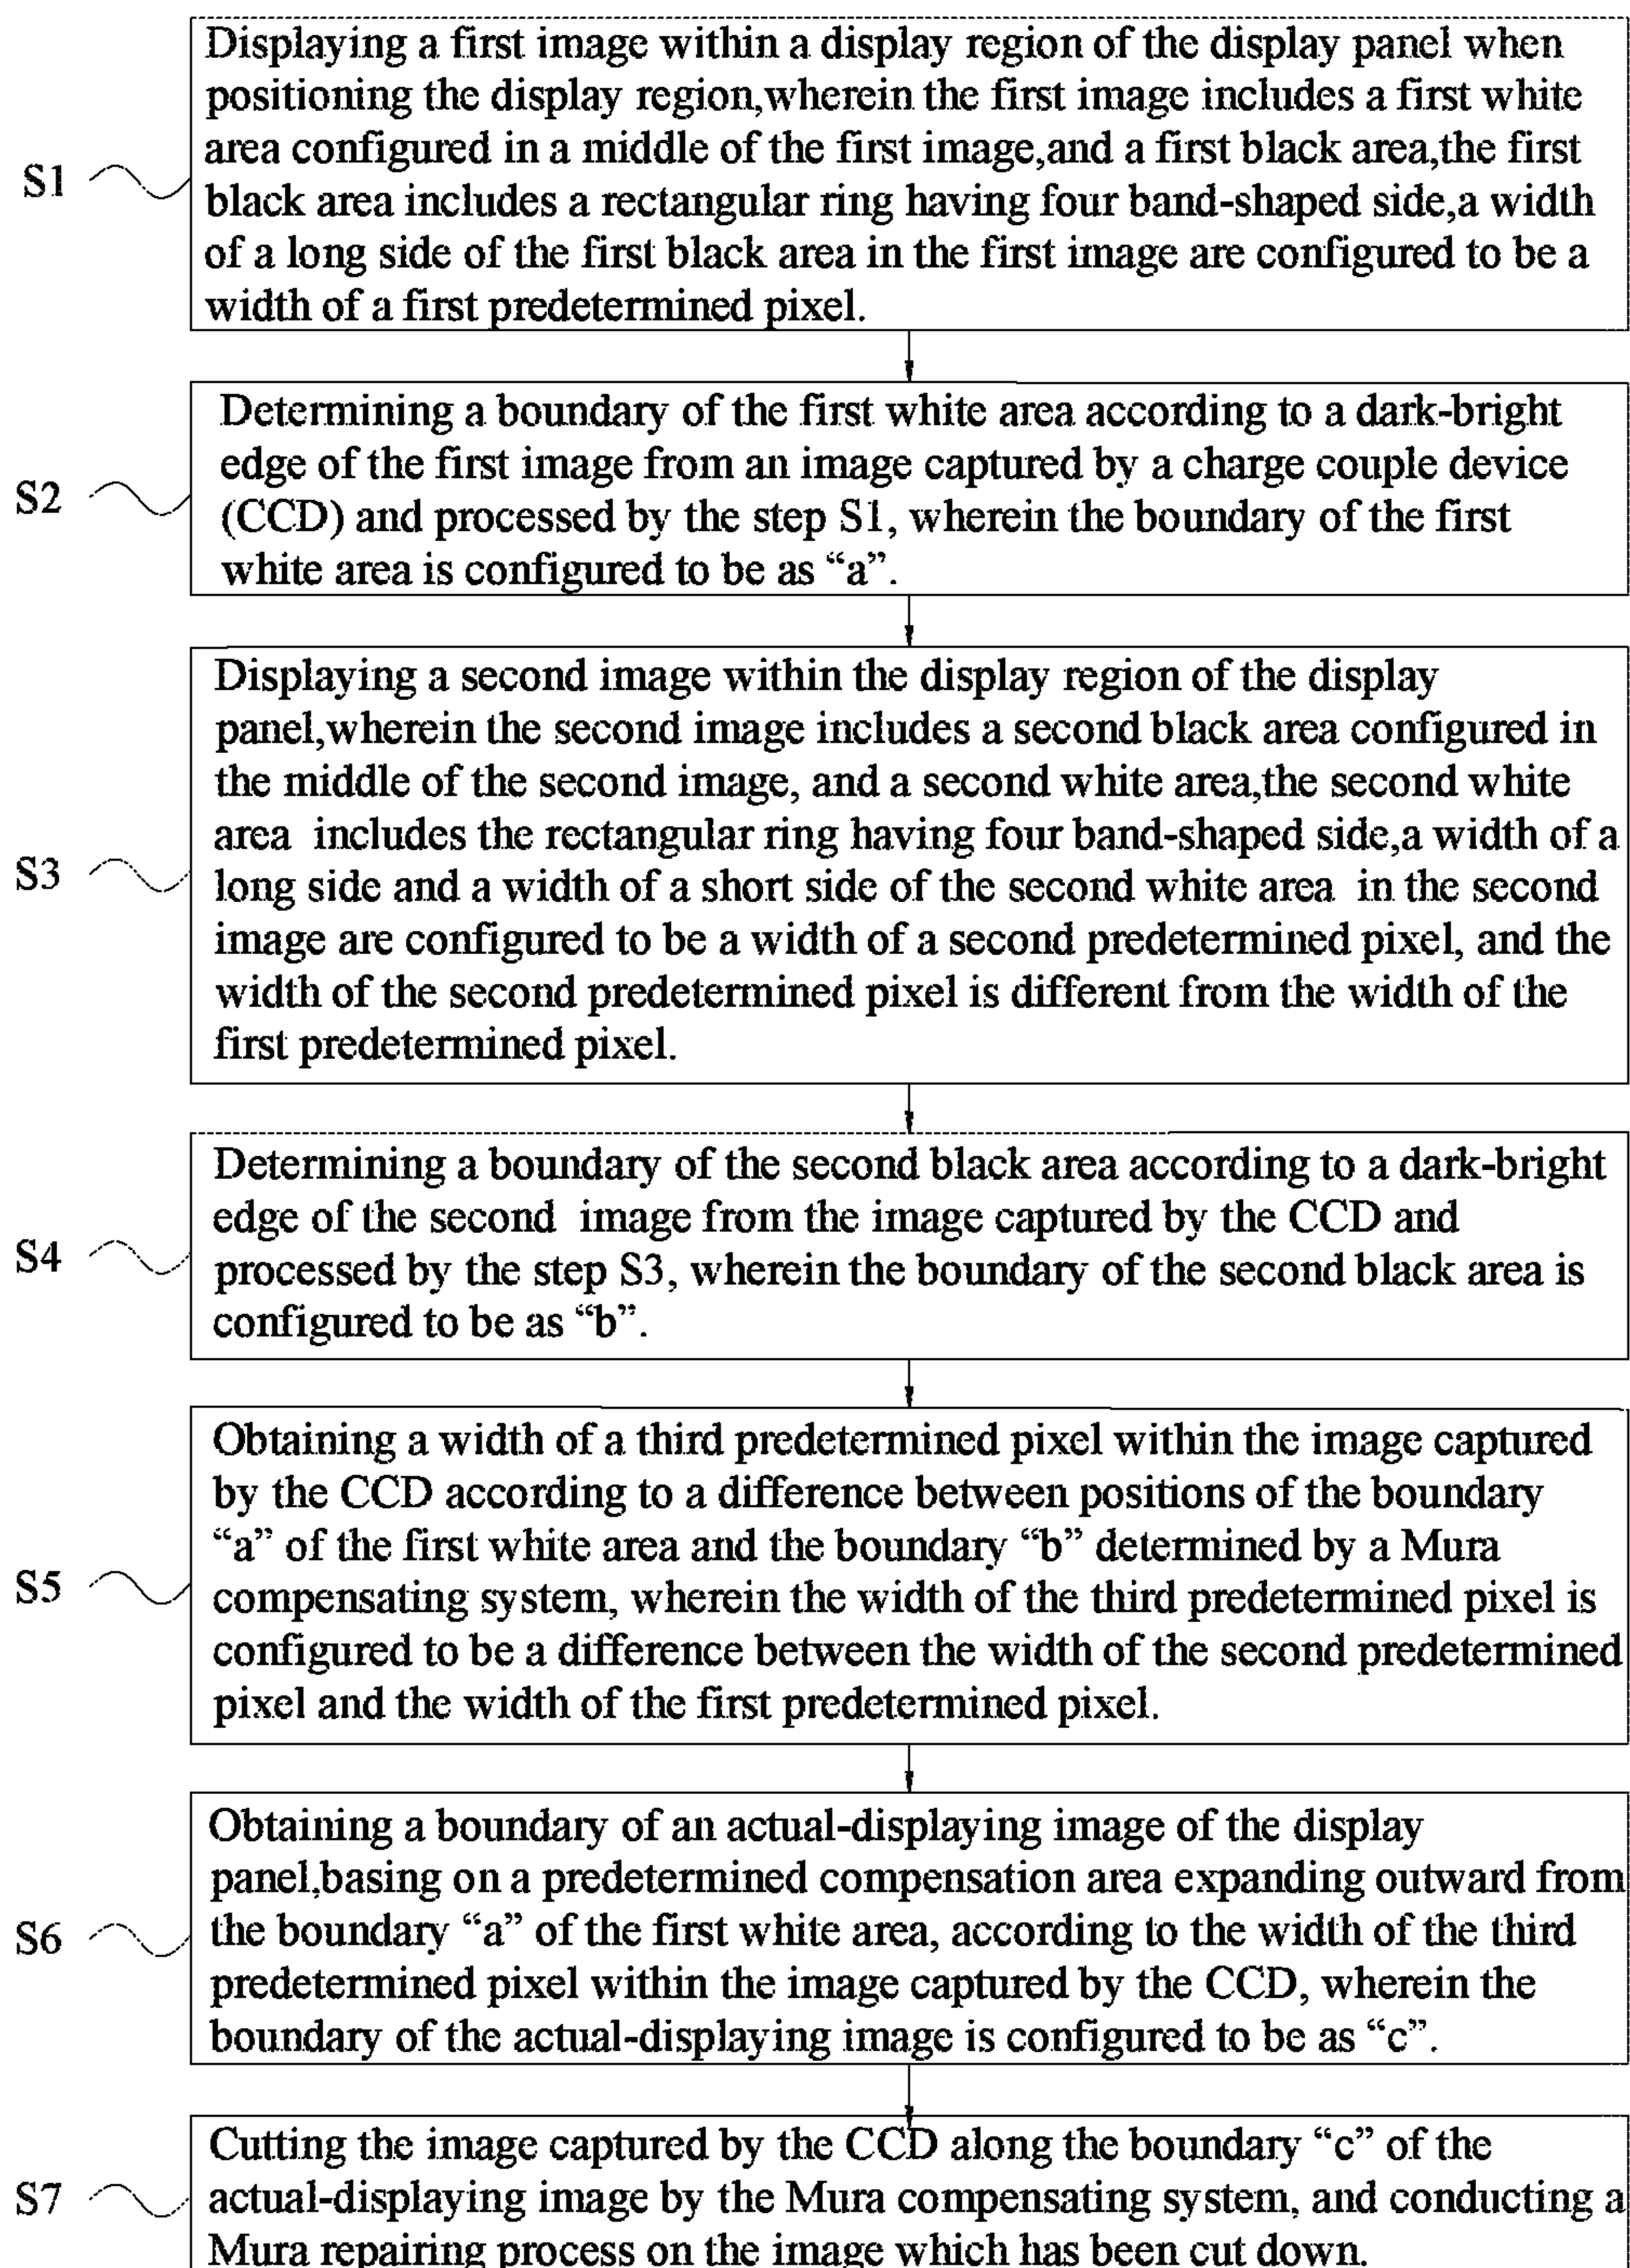 Displaying a first image within a display region of the display panel when
positioning the display region,wherein the first image includes a first white
area configured in a middle of the first image,and a first black area,the first
S1
black area includes a rectangular ring having four band-shaped side,a width
of a long side of the first black area in the first image are configured to be a
width of a first predetermined pixel.
Determining a boundary of the first white area according to a dark-bright
edge of the first image from an image captured by a charge couple device
S2
(CCD) and processed by the step S1, wherein the boundary of the first
white area is configured to be as “a”.
Displaying a second image within the display region of the display
panel,wherein the second image includes a second black area configured in
the middle of the second image, and a second white area,the second white
area includes the rectangular ring having four band-shaped side,a width of a
S3
long side and a width of a short side of the second white area in the second
image are configured to be a width of a second predetermined pixel, and the
width of the second predetermined pixel is different from the width of the
first predetermined pixel.
Determining a boundary of the second black area according to a dark-bright
edge of the second image from the image captured by the CCD and
S4
processed by the step S3, wherein the boundary of the second black area is
configured to be as “b”.
Obtaining a width of a third predetermined pixel within the image captured
by the CCD according to a difference between positions of the boundary
“a” of the first white area and the boundary “b” determined by a Mura
S5
compensating system, wherein the width of the third predetermined pixel is
configured to be a difference between the width of the second predetermined
pixel and the width of the first predetermined pixel.
Obtaining a boundary of an actual-displaying image of the display
panel,basing on a predetermined compensation area expanding outward from
S6
the boundary “a” of the first white area, according to the width of the third
predetermined pixel within the image captured by the CCD, wherein the
boundary of the actual-displaying image is configured to be as “c”.
Cutting the image captured by the CCD along the boundary “c” of the
S7
actual-displaying image by the Mura compensating system, and conducting a
Mura repairing process on the image which has been cut down.